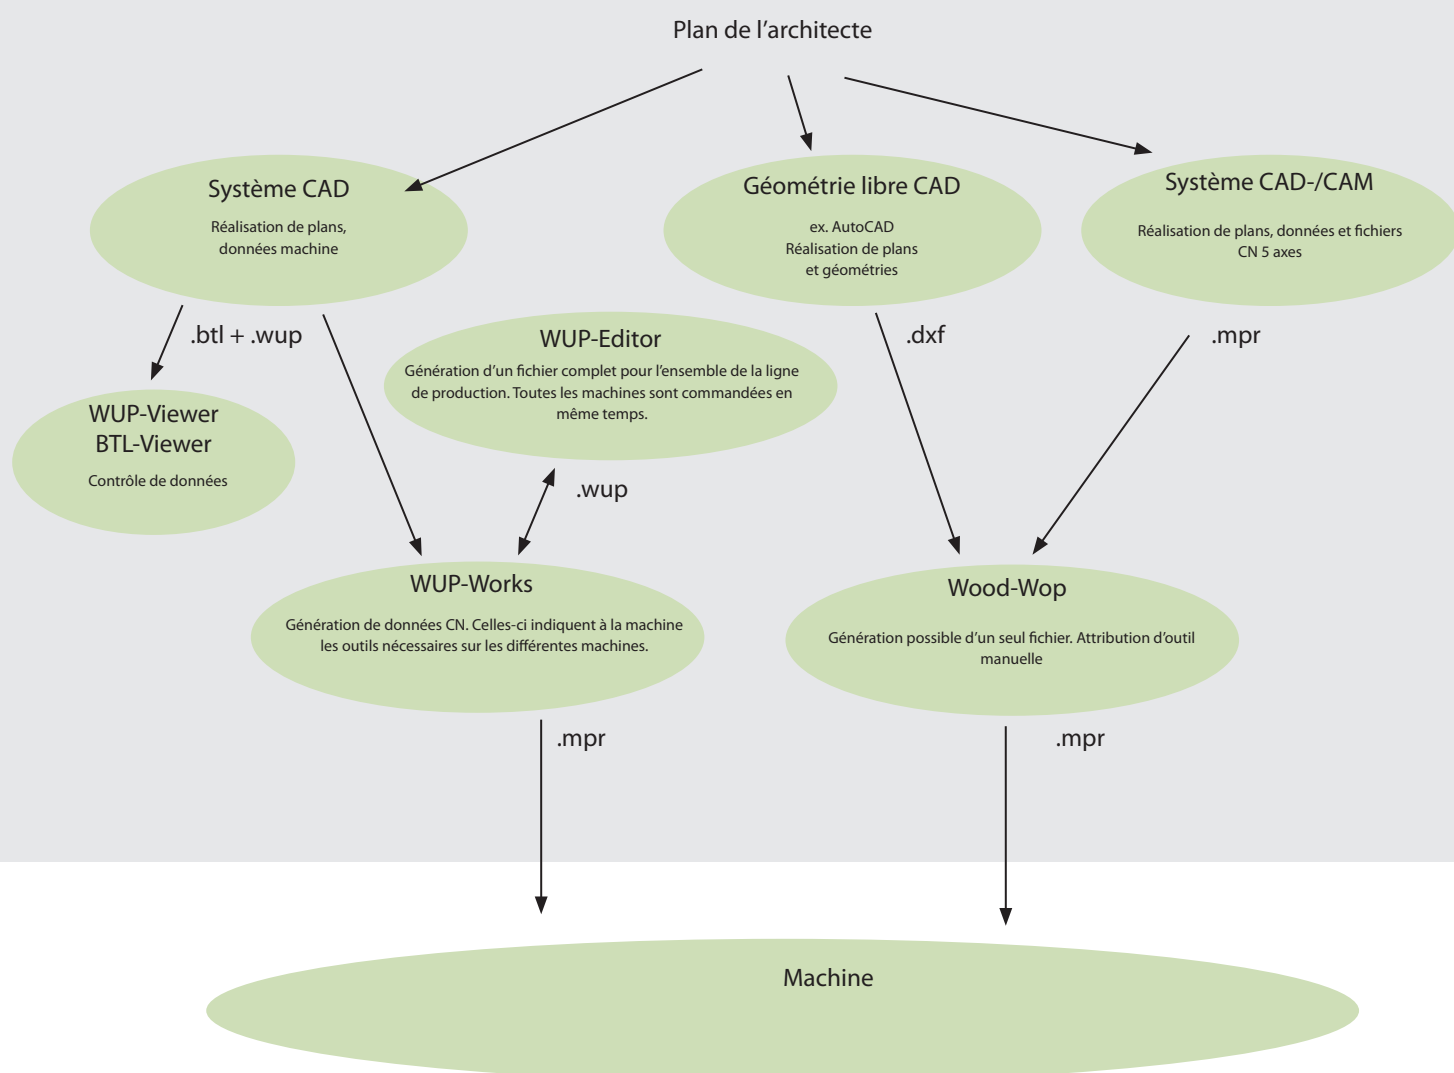 Plan de l'architecte
Système CAD
Réalisation de plans,
données machine
Géométrie libre CAD
ex. AutoCAD
Réalisation de plans
et géométries
Système CAD-/CAM
Réalisation de plans, données et fichiers
CN 5 axes
.btl + .wup
WUP-Editor
Génération d'un fichier complet pour l'ensemble de la ligne
de production. Toutes les machines sont commandées en
même temps.
.dxf
.mpr
WUP-Viewer
BTL-Viewer
Contrôle de données
.wup
WUP-Works
Génération de données CN. Celles-ci indiquent à la machine
les outils nécessaires sur les différentes machines.
Wood-Wop
Génération possible d'un seul fichier. Attribution d'outil
manuelle
.mpr
.mpr
Machine